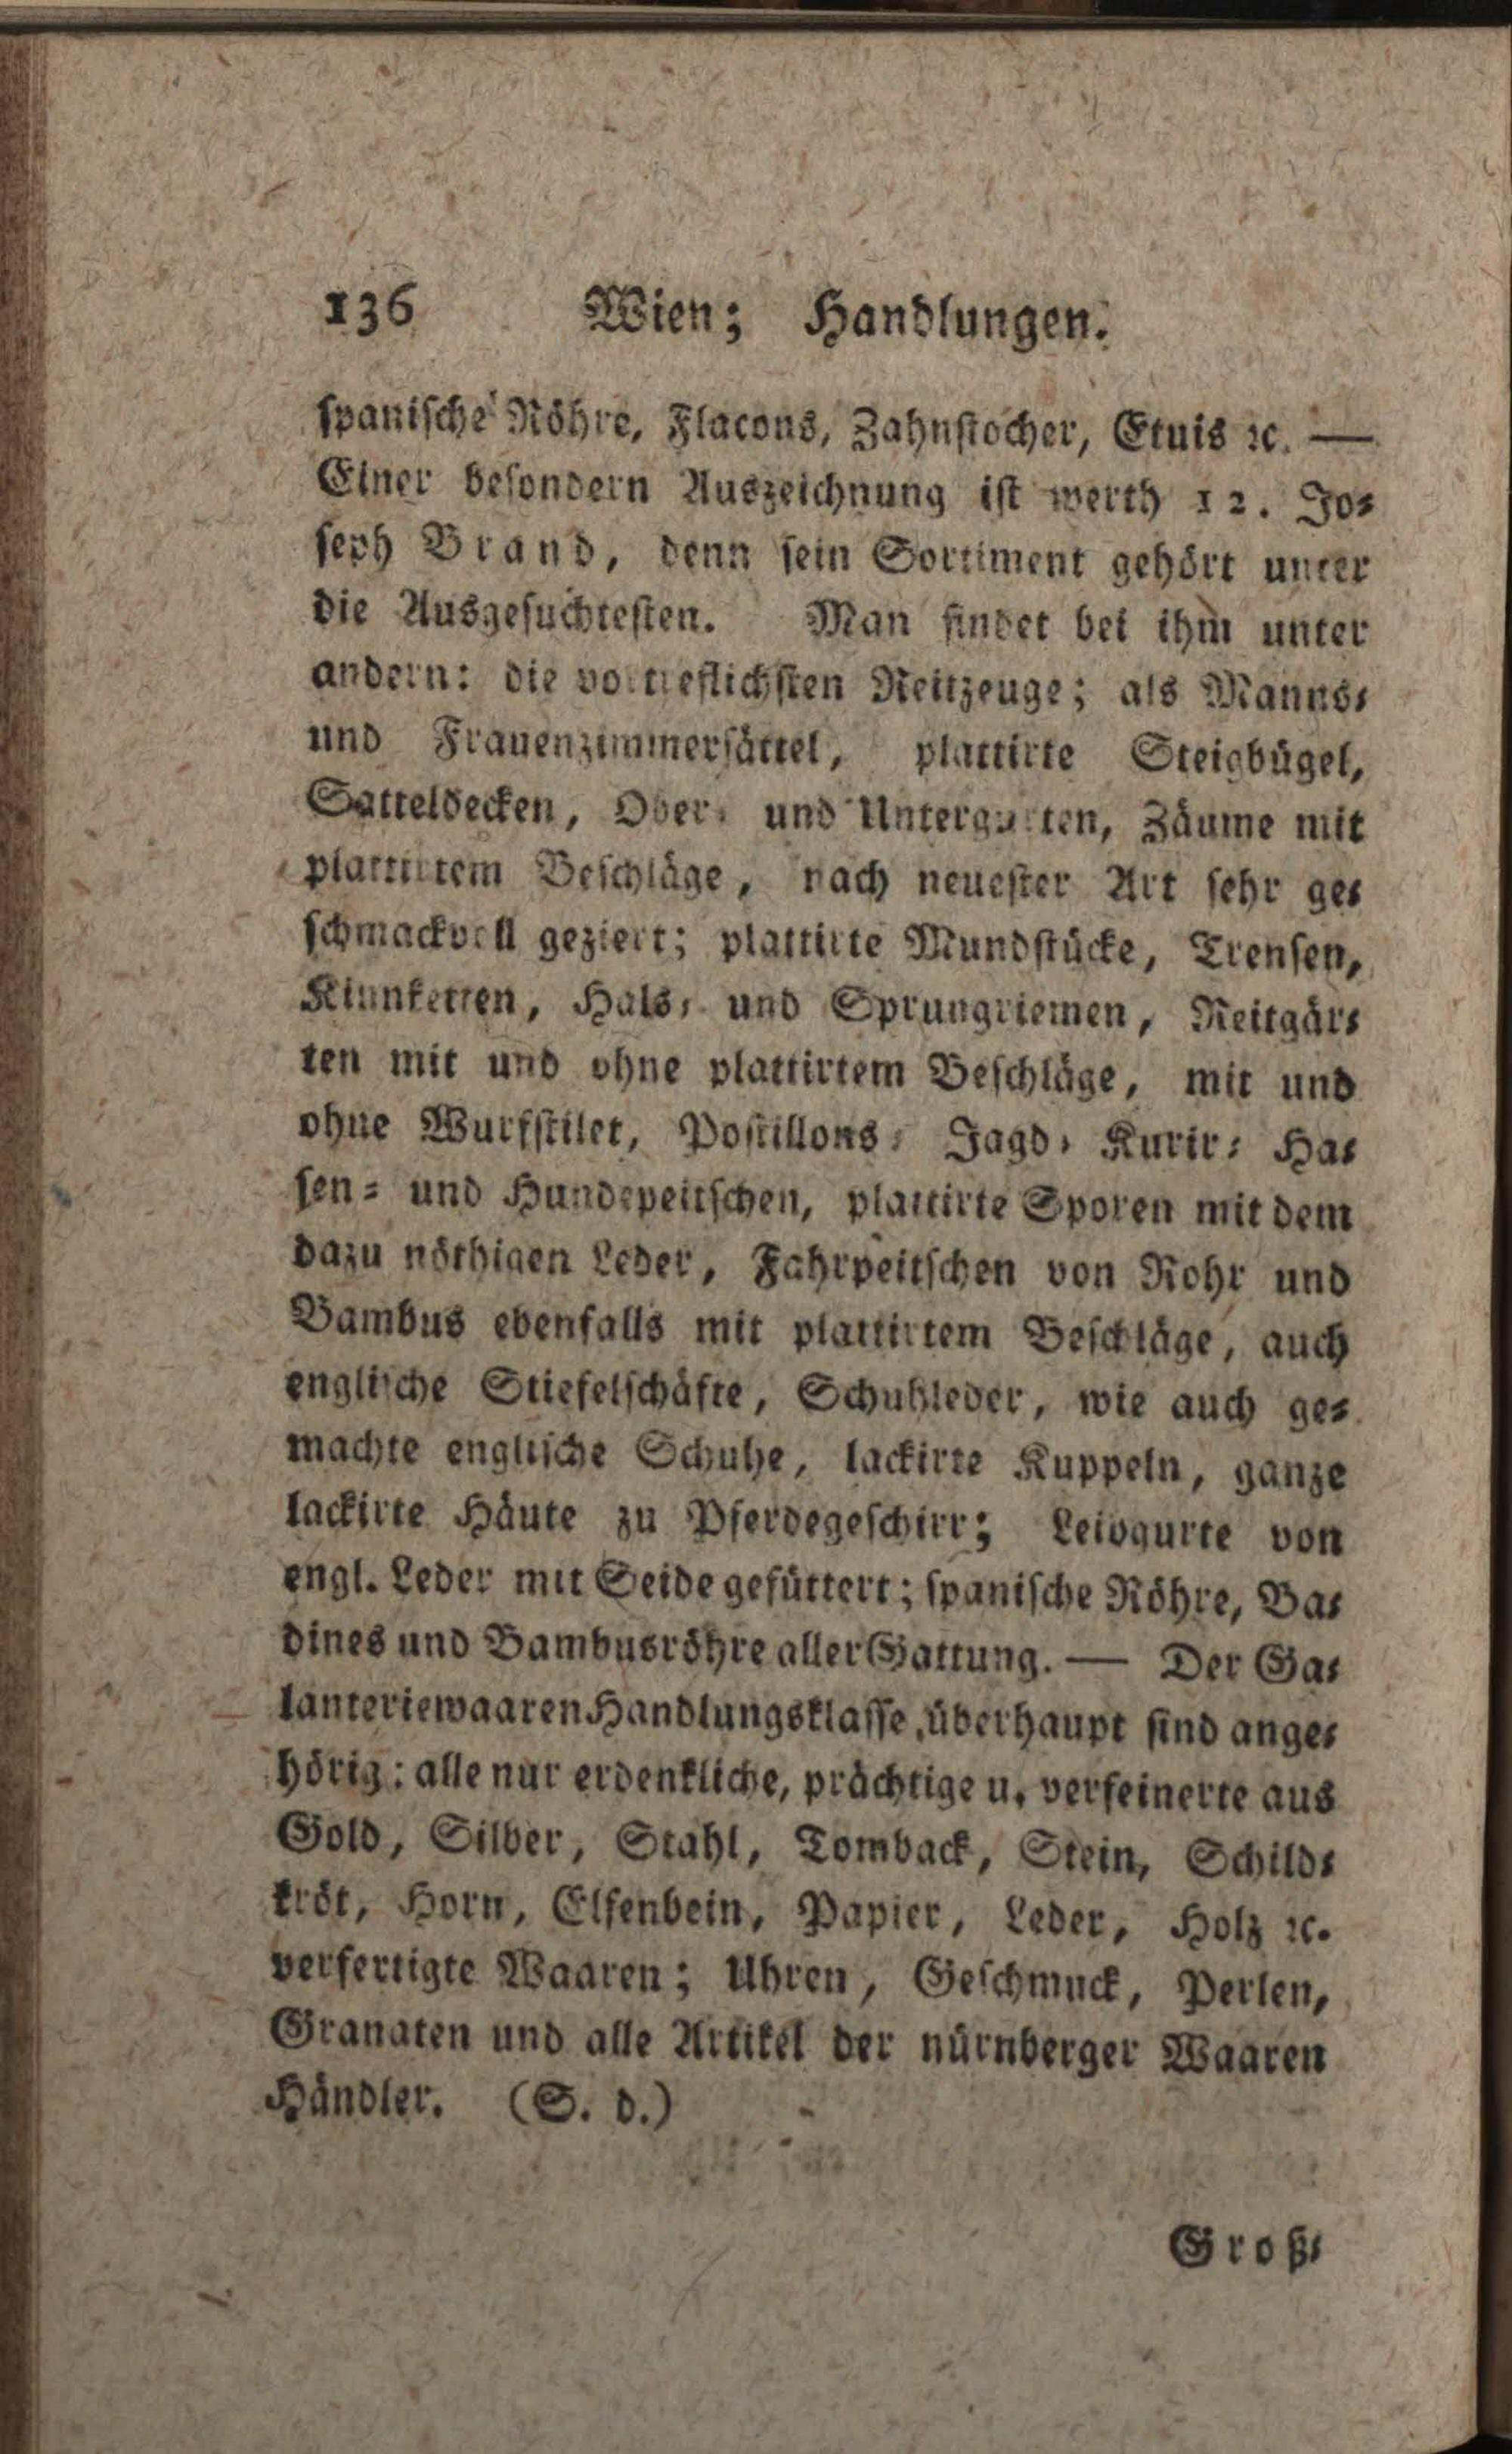 136 Wien; Handlungen.
spanische Röhre, Flacons, Zahnstocher, Etuis ꝛc. —
Einer besondern Auszeichnung ist werth 12. Jo⸗
seph Brand, denn sein Sortiment gehört unter
die Ausgesuchtesten. Man findet bei ihm unter
andern: die vortreflichsten Reitzeuge; als Manns⸗
und Frauenzimmersättel, plattirte Steigbügel,
Satteldecken, Ober⸗ und Untergurten, Zäume mit
plattirtem Beschläge, nach neuester Art sehr ge⸗
schmackvoll geziert; plattirte Mundstücke, Trensen,
Kinnketten, Hals⸗ und Sprungriemen, Reitgär⸗
ten mit und ohne plattirtem Beschläge, mit und
ohne Wurfstilet, Postillons⸗ Jagd⸗ Kurir⸗ Ha⸗
sen⸗ und Hundepeitschen, plattirte Sporen mit dem
dazu nöthigen Leder, Fahrpeitschen von Rohr und
Bambus ebenfalls mit plattirtem Beschläge, auch
englische Stiefelschäfte, Schuhleder, wie auch ge⸗
machte englische Schuhe, lackirte Kuppeln, ganze
lackirte Häute zu Pferdegeschirr; Leibgurte von
engl. Leder mit Seide gefüttert; spanische Röhre, Ba⸗
dines und Bambusröhre aller Gattung. — Der Ga⸗
lanteriewaaren Handlungsklasse, überhaupt sind ange⸗
hörig: alle nur erdenkliche, prächtige u. verfeinerte aus
Gold, Silber, Stahl, Tomback, Stein, Schild⸗
kröt, Horn, Elfenbein, Papier, Leder, Holz ꝛc.
verfertigte Waaren; Uhren, Geschmuck, Perlen,
Granaten und alle Artikel der nürnberger Waaren
Händler. (S. d.)
Groß⸗